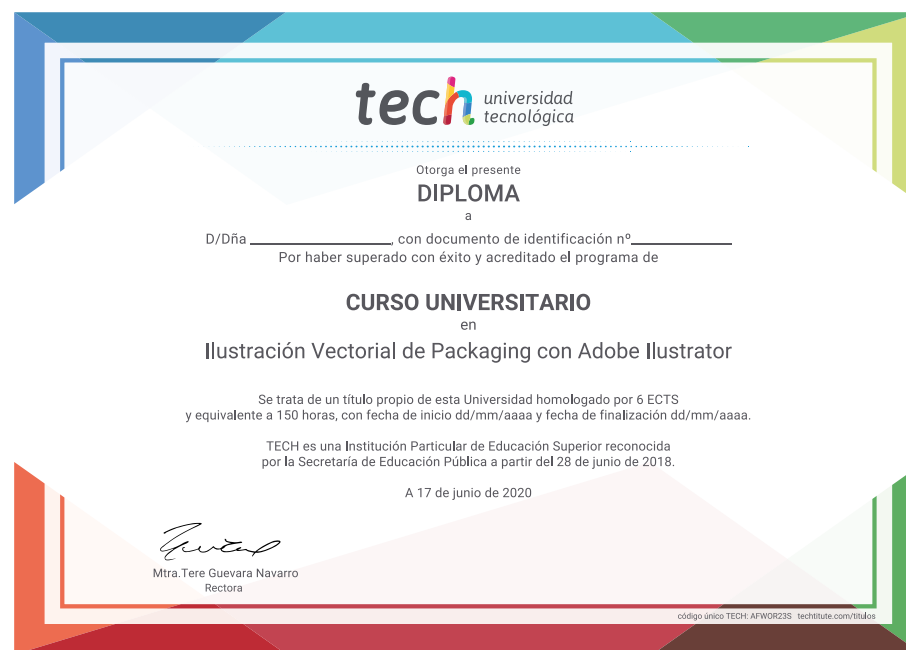 tech universidad
tecnológica
Otorga el presente
DIPLOMA
a
D/Dña ______________, con documento de identificación nº__________
Por haber superado con éxito y acreditado el programa de
CURSO UNIVERSITARIO
en
Ilustración Vectorial de Packaging con Adobe Ilustrator
Se trata de un título propio de esta Universidad homologado por 6 ECTS
y equivalente a 150 horas, con fecha de inicio dd/mm/aaaa y fecha de finalización dd/mm/aaaa.
TECH es una Institución Particular de Educación Superior reconocida
por la Secretaría de Educación Pública a partir del 28 de junio de 2018.
A 17 de junio de 2020
Mtra.Tere Guevara Navarro
Rectora
código único TECH: AFWOR23S techtitute.com/titulos